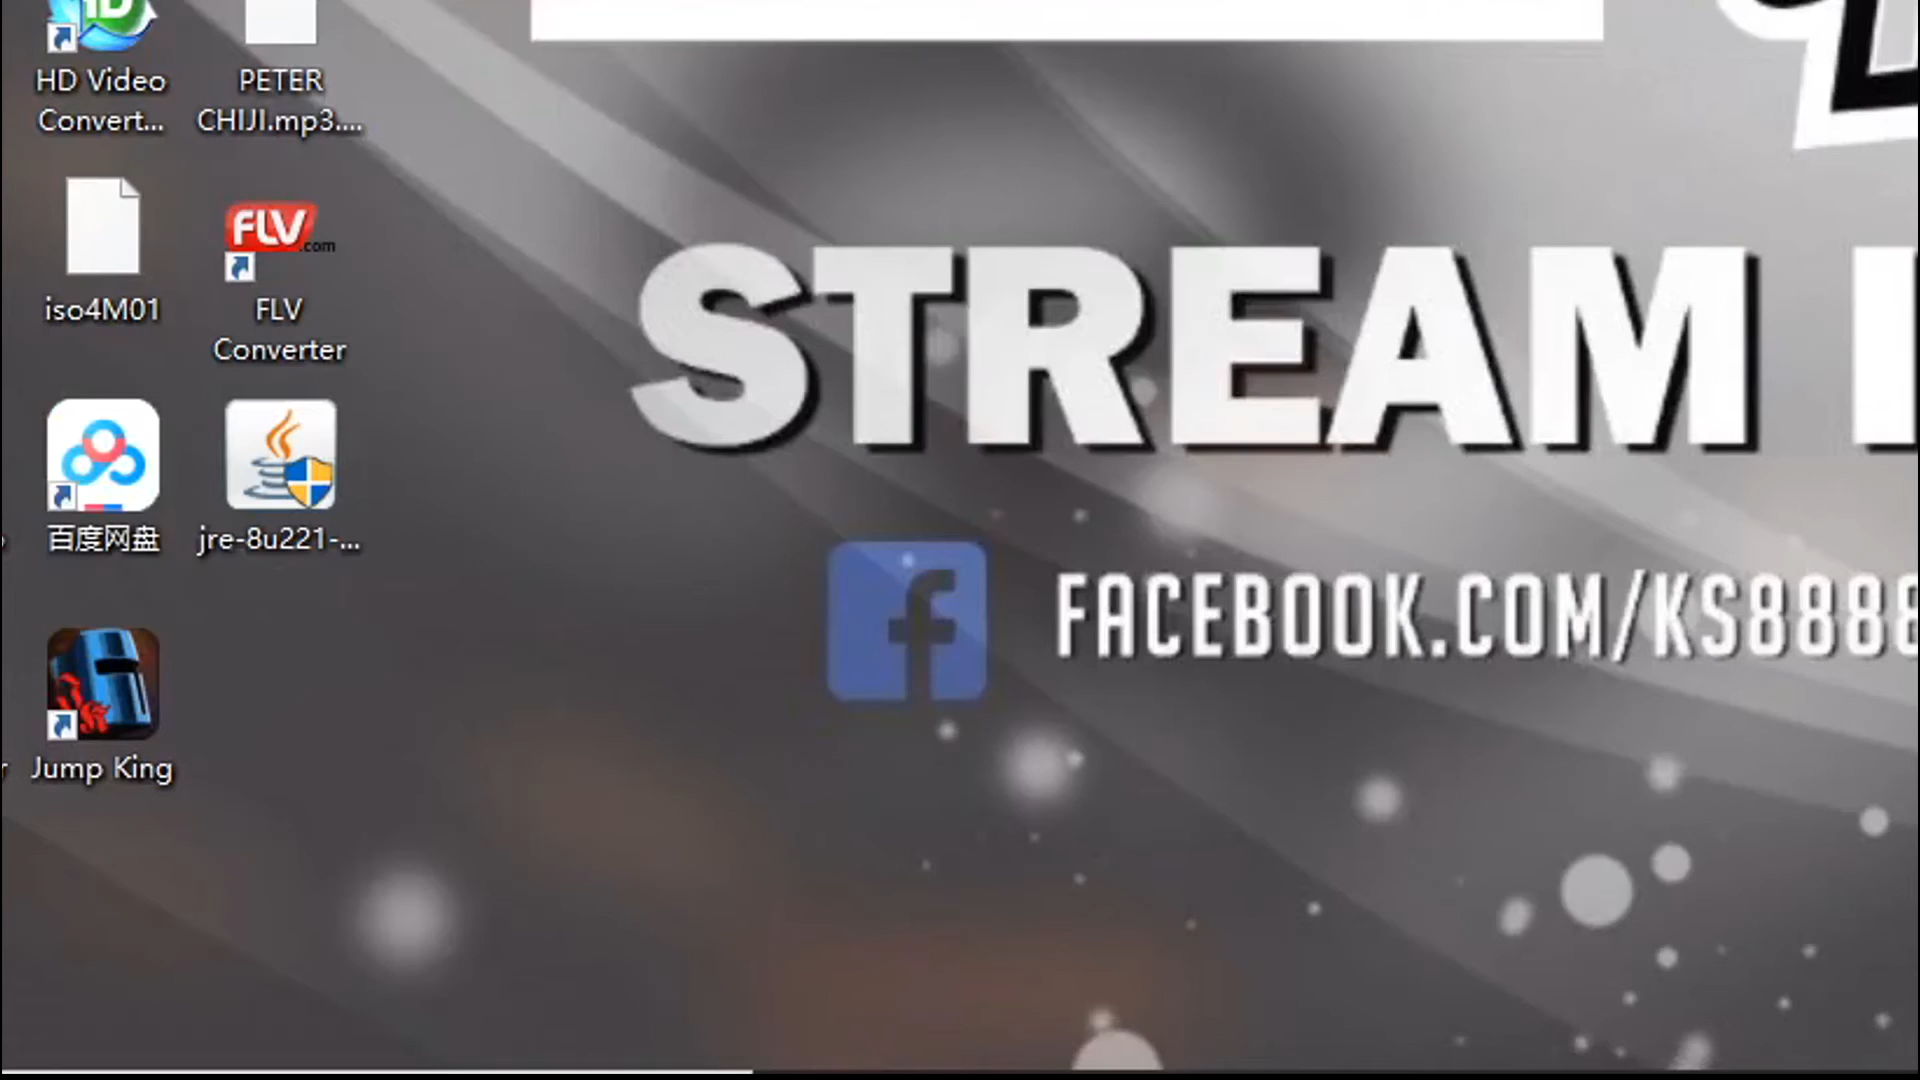 HD Video
Convert...
PETER
CHIJI.mp3....
iso4M01
FLV
.com
FLV
Converter
百度网盘
jre-8u221-...
Jump King
STREAM
FACEBOOK.COM/KS8888